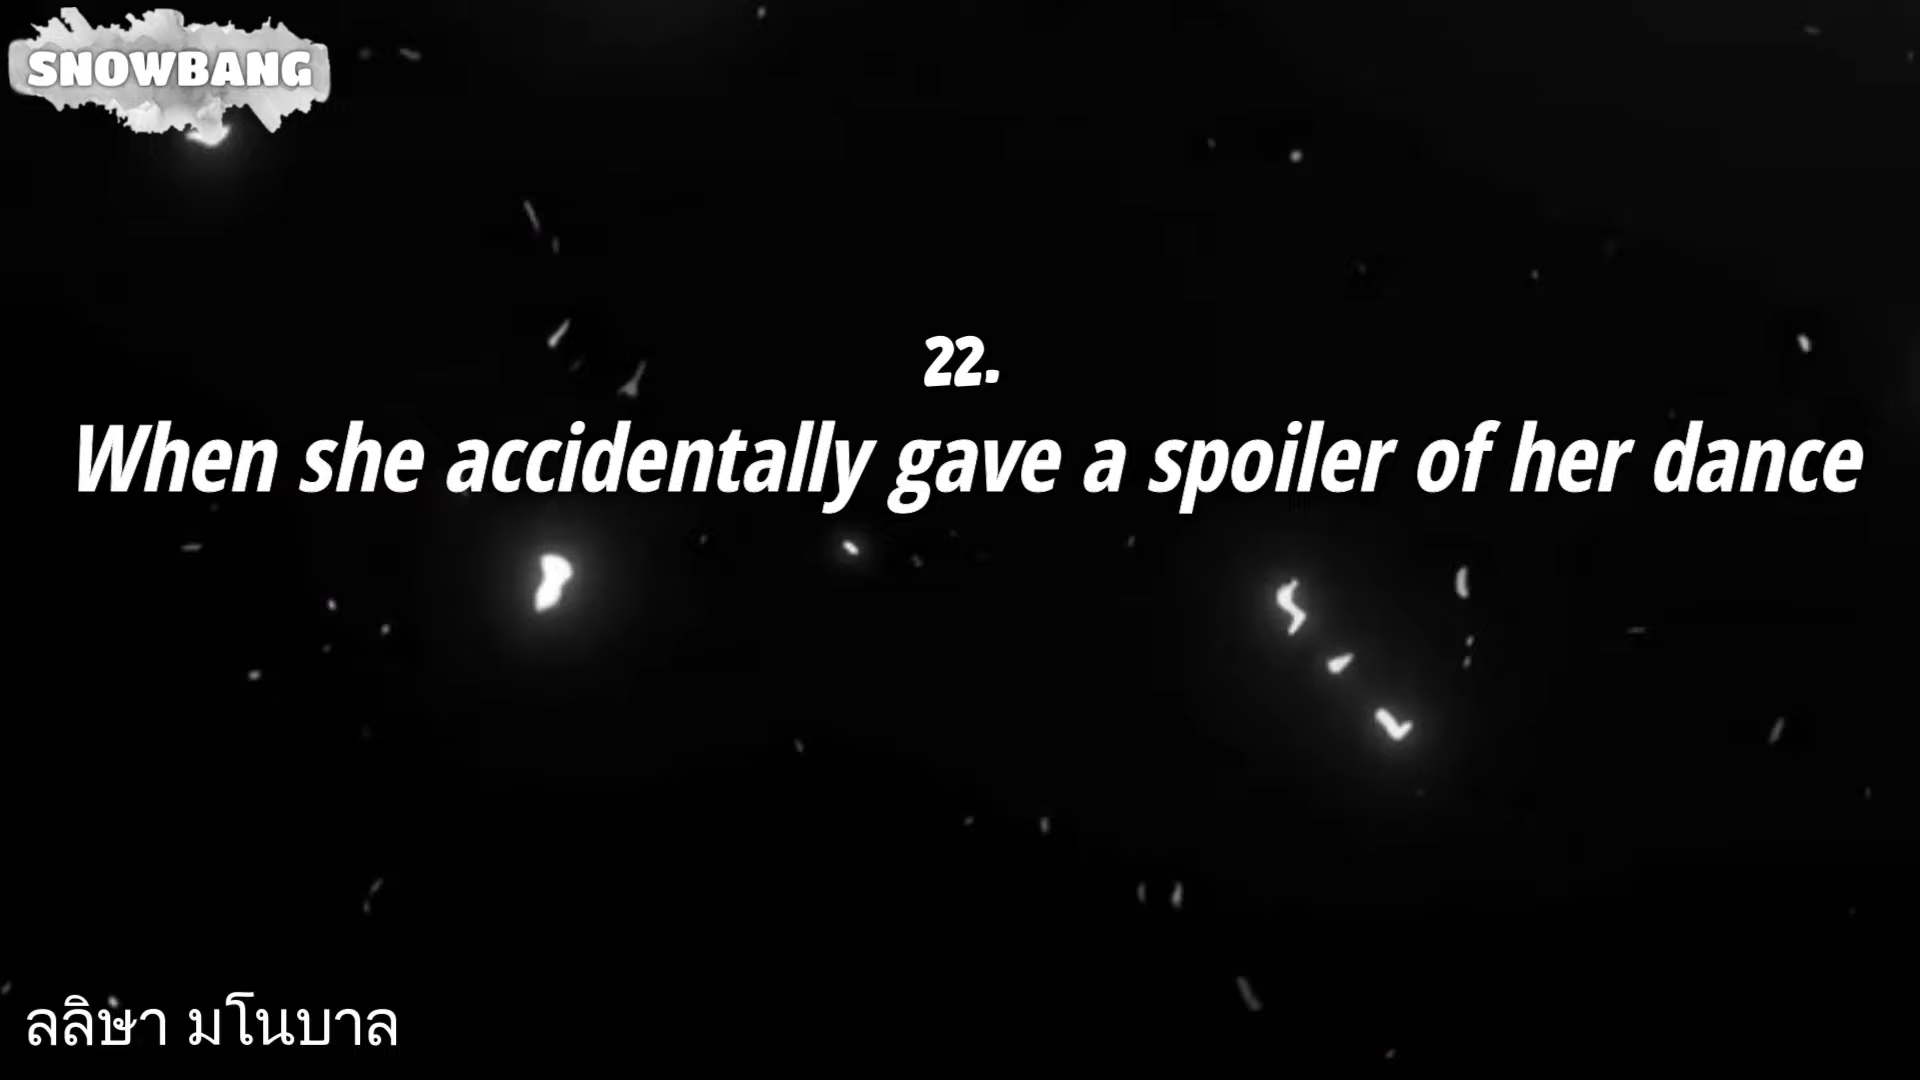 SNOWBANG
22.
When she accidentally gave a spoiler of her dance
ลลิษา มโนบาล